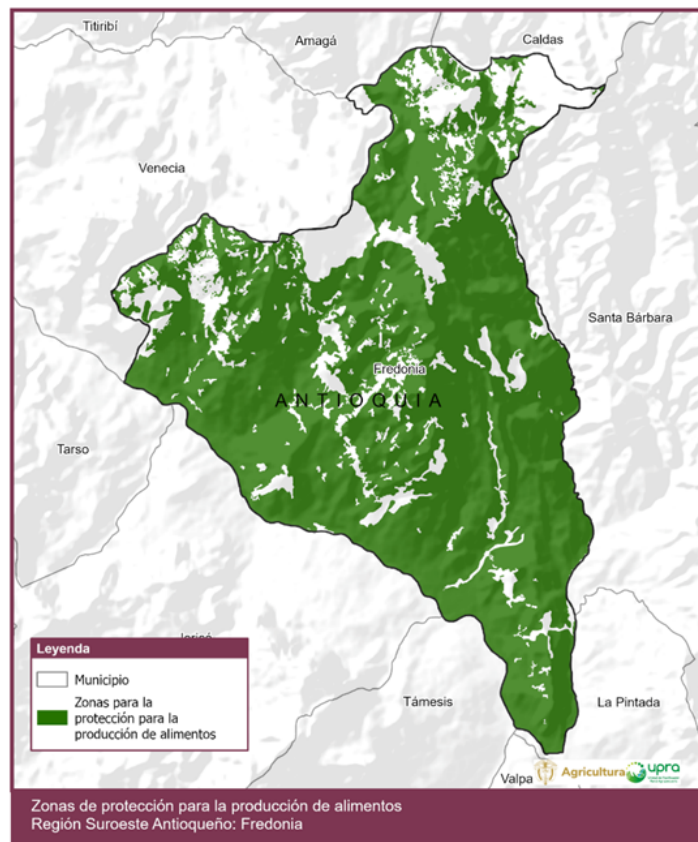 Titiribí
Amagá
Caldas
Venecia
Santa Bárbara
Fredonia
ANTIOQUIA
Tarso
Leyenda
Municipio
Zonas para la
protección para la
producción de alimentos
Támesis
La Pintada
Valpa
Agricultura
upra
Zonas de protección para la producción de alimentos
Región Suroeste Antioqueño: Fredonia